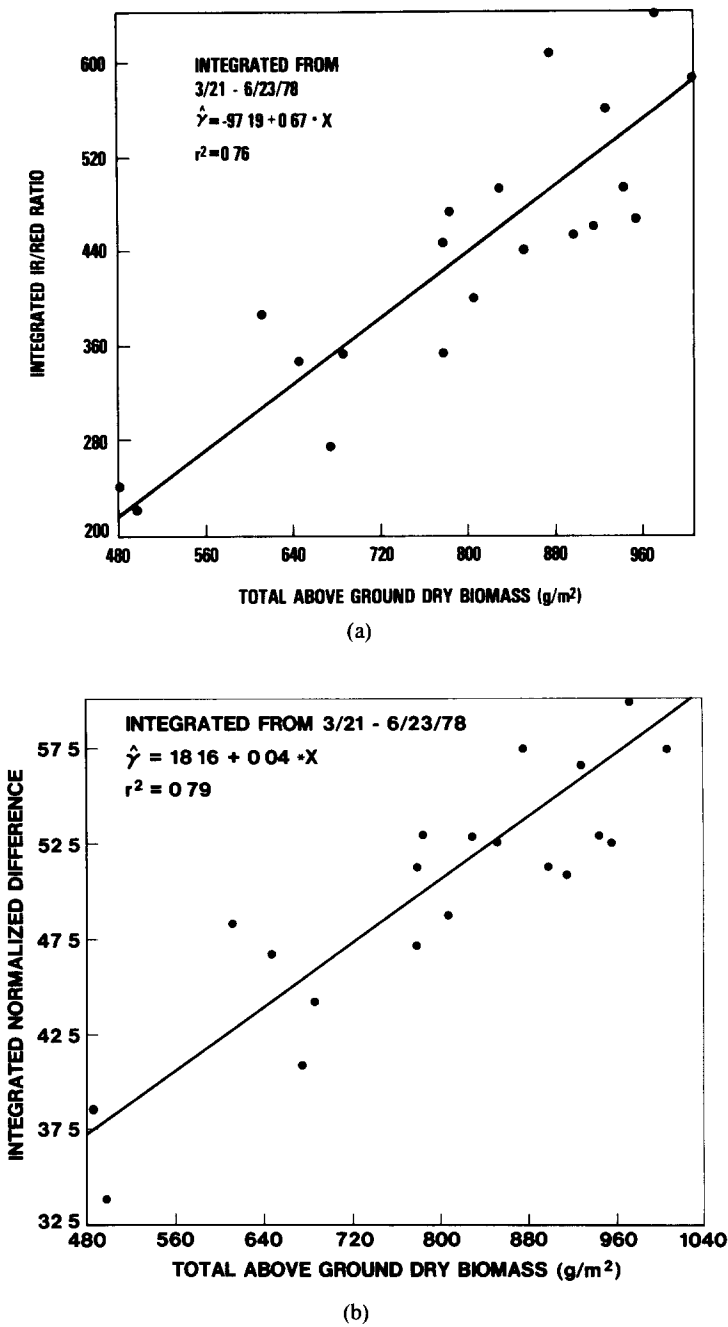 600
520
440
360
280
200
INTEGRATED IR/RED RATIO
INTEGRATED FROM
3/21 - 6/23/78
γ̂ = -97 19 + 0 67 · X
r² = 0 76
480 560 640 720 800 880 960
TOTAL ABOVE GROUND DRY BIOMASS (g/m²)
(a)
57 5
52 5
47 5
42 5
37 5
32 5
INTEGRATED NORMALIZED DIFFERENCE
INTEGRATED FROM 3/21 - 6/23/78
γ̂ = 18 16 + 0 04 *X
r² = 0 79
480 560 640 720 800 880 960 1040
TOTAL ABOVE GROUND DRY BIOMASS (g/m²)
(b)